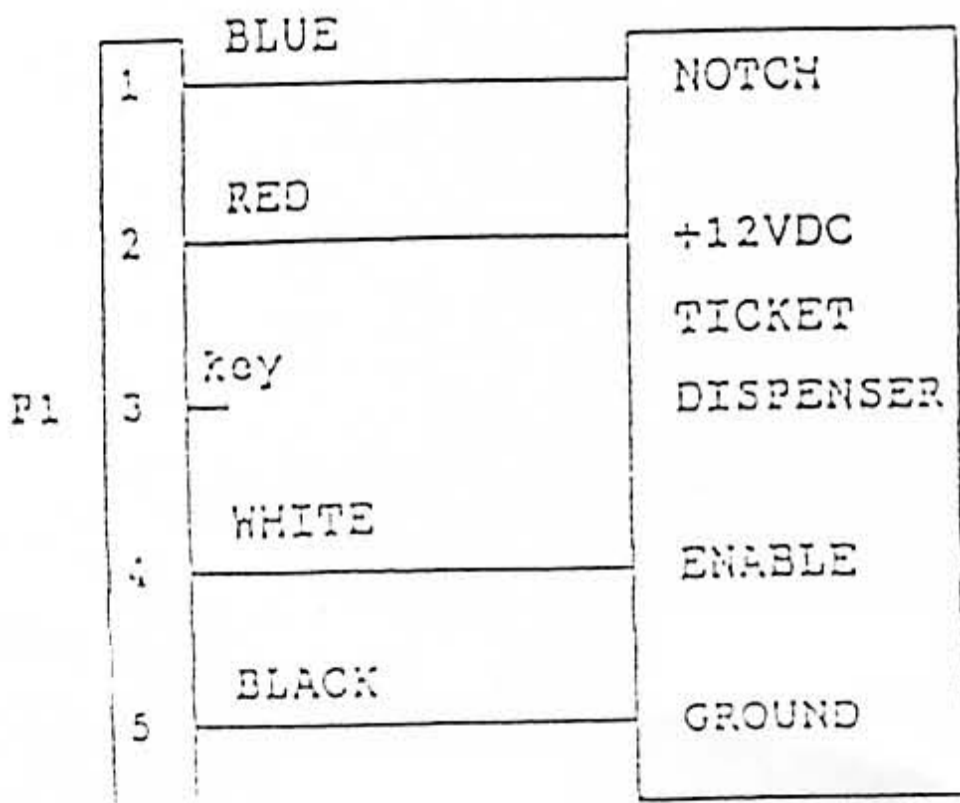 BLUE
1 NOTCH
RED
2 +12VDC
TICKET
key
P1 3 DISPENSER
WHITE
4 ENABLE
BLACK
5 GROUND